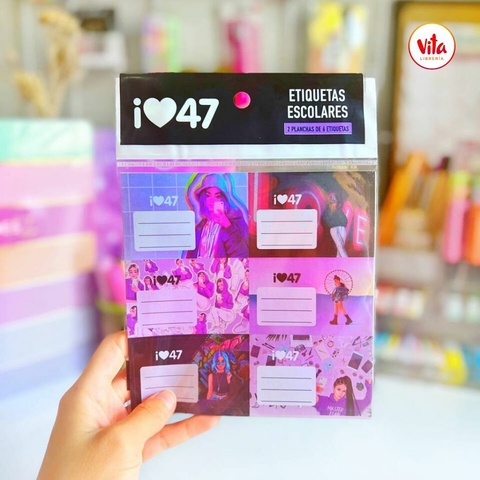 Vita
LIBRERÍA
i♥47
ETIQUETAS
ESCOLARES
2 PLANCHAS DE 6 ETIQUETAS
i♥47
i♥47
i♥47
i♥47
i♥47
i♥47